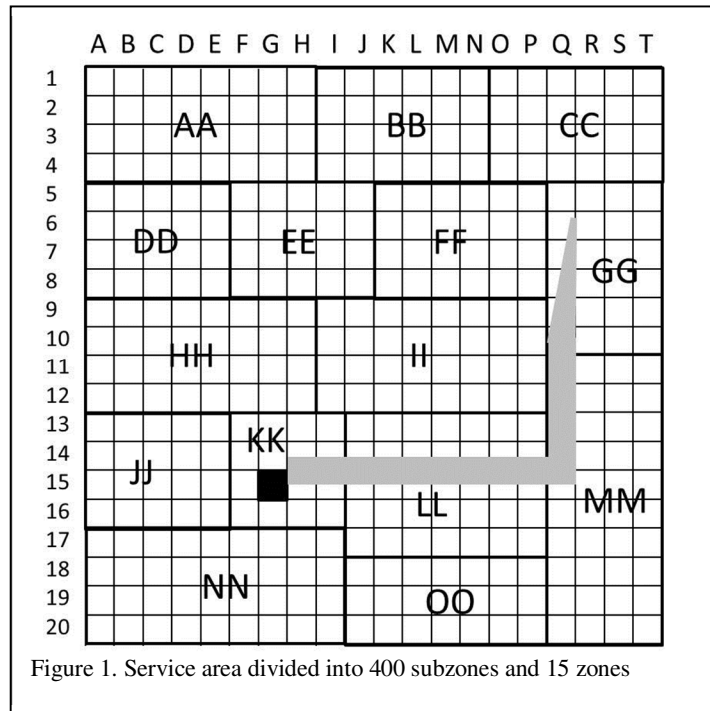 A B C D E F G H I J K L M N O P Q R S T
1
2
3
4
5
6
7
8
9
10
11
12
13
14
15
16
17
18
19
20
AA BB CC
DD EE FF GG
HH II
JJ KK LL MM
NN OO
Figure 1. Service area divided into 400 subzones and 15 zones